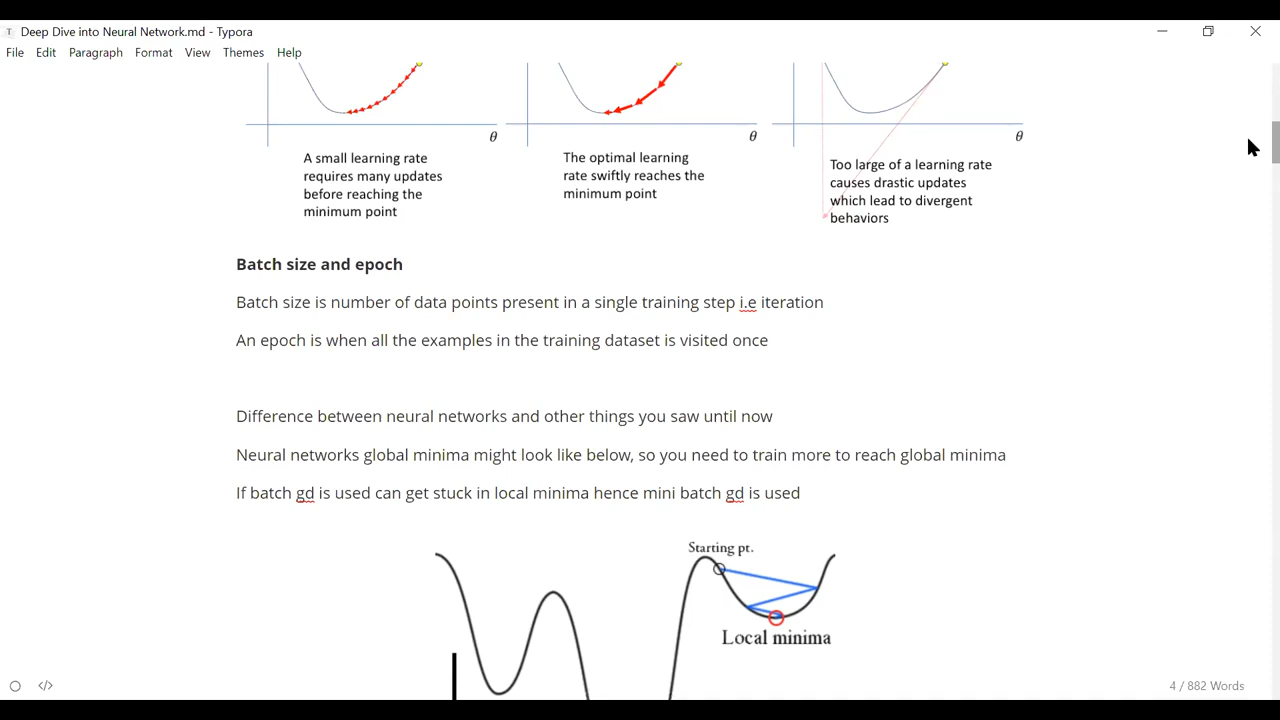 Deep Dive into Neural Network.md - Typora
File Edit Paragraph Format View Themes Help
θ θ θ
A small learning rate
requires many updates
before reaching the
minimum point
The optimal learning
rate swiftly reaches the
minimum point
Too large of a learning rate
causes drastic updates
which lead to divergent
behaviors
Batch size and epoch
Batch size is number of data points present in a single training step i.e iteration
An epoch is when all the examples in the training dataset is visited once
Difference between neural networks and other things you saw until now
Neural networks global minima might look like below, so you need to train more to reach global minima
If batch gd is used can get stuck in local minima hence mini batch gd is used
Starting pt.
Local minima
4 / 882 Words